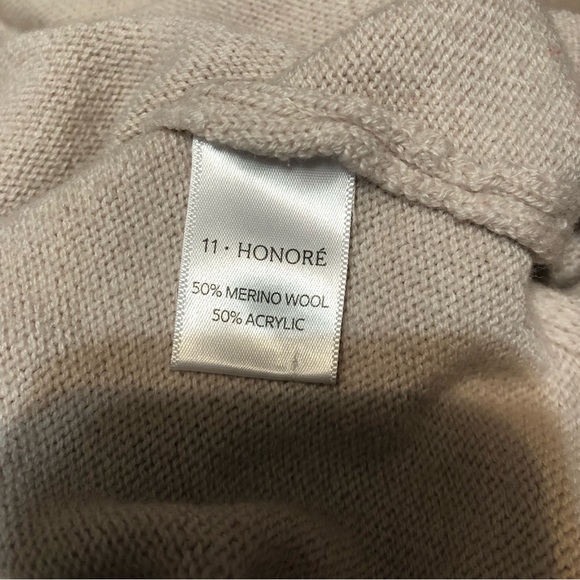 11 · HONORÉ
50% MERINO WOOL
50% ACRYLIC